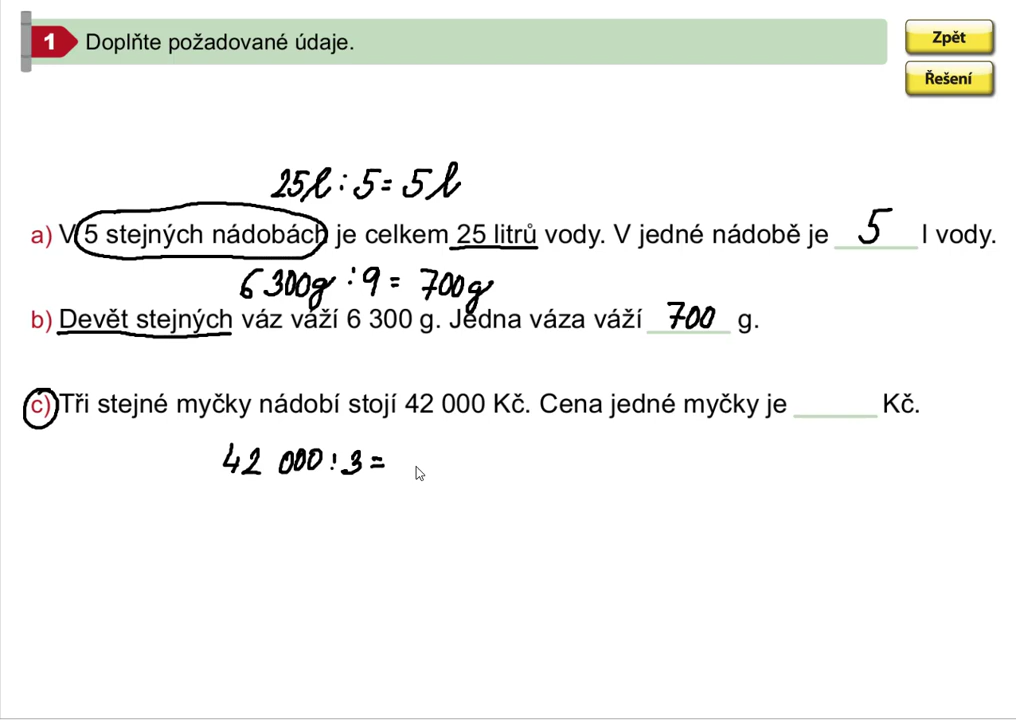 1 Doplňte požadované údaje.
Zpět
Řešení
25l : 5 = 5 l
a) V 5 stejných nádobách je celkem 25 litrů vody. V jedné nádobě je 5 l vody.
6 300g : 9 = 700g
b) Devět stejných váz váží 6 300 g. Jedna váza váží 700 g.
c) Tři stejné myčky nádobí stojí 42 000 Kč. Cena jedné myčky je ______ Kč.
42 000 : 3 =